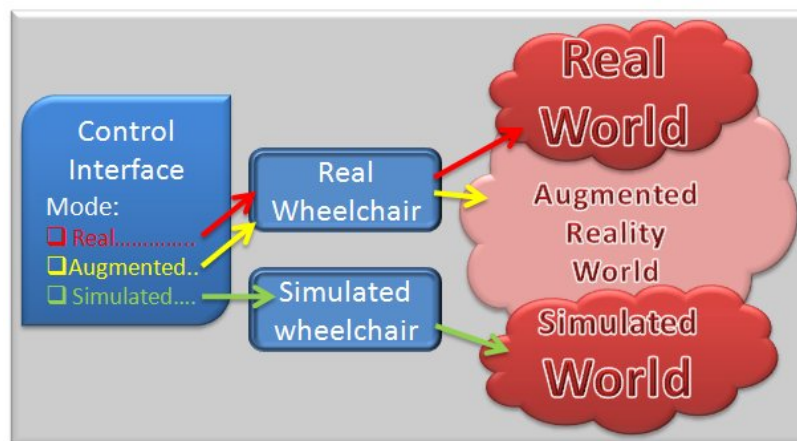 Control
Interface
Mode:
❑ Real..............
❑Augmented..
❑ Simulated....
Real
Wheelchair
Simulated
wheelchair
Real
World
Augmented
Reality
World
Simulated
World